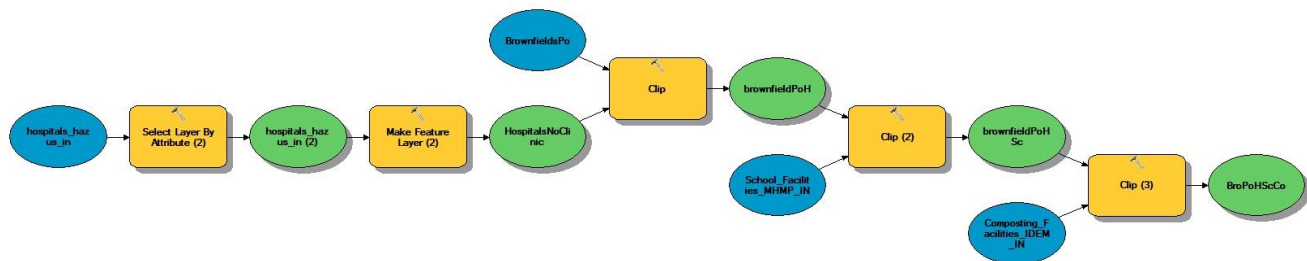 BrownfieldsPo
Clip
brownfieldPoH
hospitals_haz
us_in
Select Layer By
Attribute (2)
hospitals_haz
us_in (2)
Make Feature
Layer (2)
HospitalsNoCli
nic
Clip (2)
brownfieldPoH
Sc
School_Facilit
ies_MHMP_IN
Clip (3)
BroPoHScCo
Composting_F
acilities_IDEM
_IN